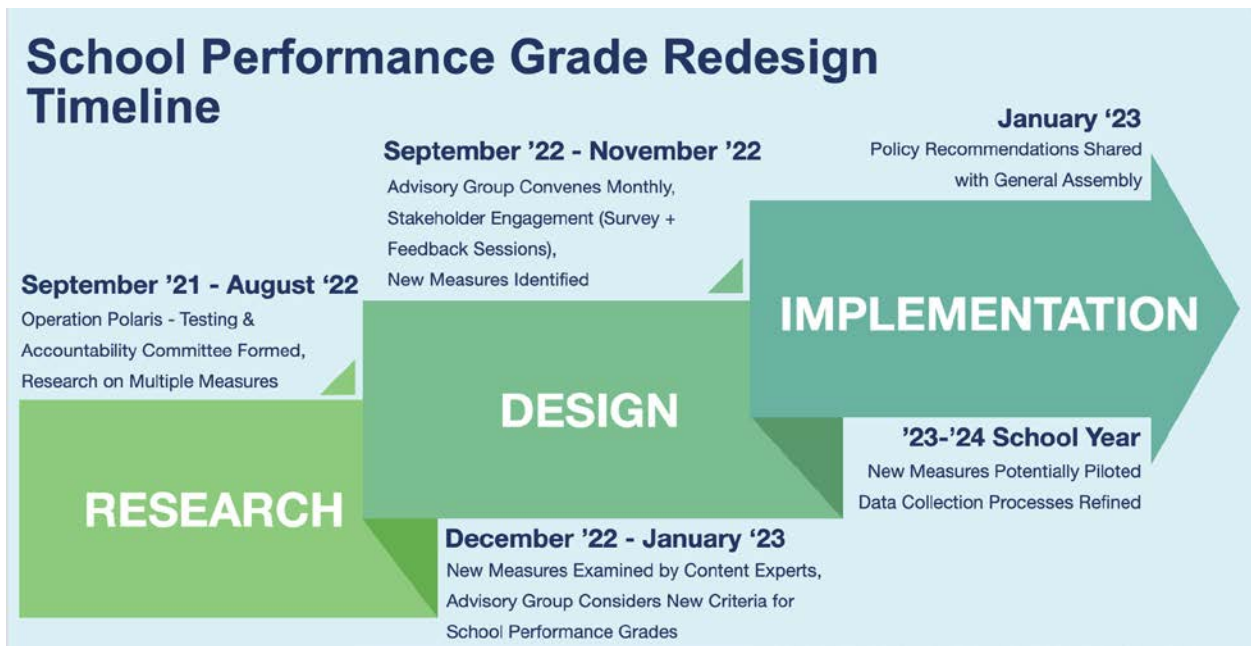 School Performance Grade Redesign
Timeline
September ’21 - August ‘22
Operation Polaris - Testing &
Accountability Committee Formed,
Research on Multiple Measures
RESEARCH
September ’22 - November ’22
Advisory Group Convenes Monthly,
Stakeholder Engagement (Survey +
Feedback Sessions),
New Measures Identified
DESIGN
December ’22 - January ’23
New Measures Examined by Content Experts,
Advisory Group Considers New Criteria for
School Performance Grades
January ‘23
Policy Recommendations Shared
with General Assembly
IMPLEMENTATION
’23-’24 School Year
New Measures Potentially Piloted
Data Collection Processes Refined